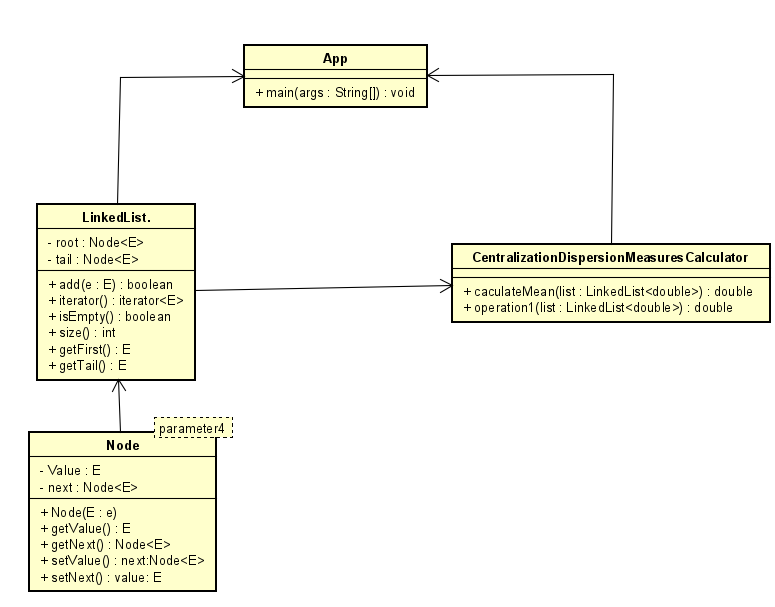 App
+ main(args : String[]) : void
LinkedList.
- root : Node<E>
- tail : Node<E>
+ add(e : E) : boolean
+ iterator() : iterator<E>
+ isEmpty() : boolean
+ size() : int
+ getFirst() : E
+ getTail() : E
CentralizationDispersionMeasuresCalculator
+ caculateMean(list : LinkedList<double>) : double
+ operation1(list : LinkedList<double>) : double
parameter4
Node
- Value : E
- next : Node<E>
+ Node(E : e)
+ getValue() : E
+ getNext() : Node<E>
+ setValue() : next:Node<E>
+ setNext() : value: E